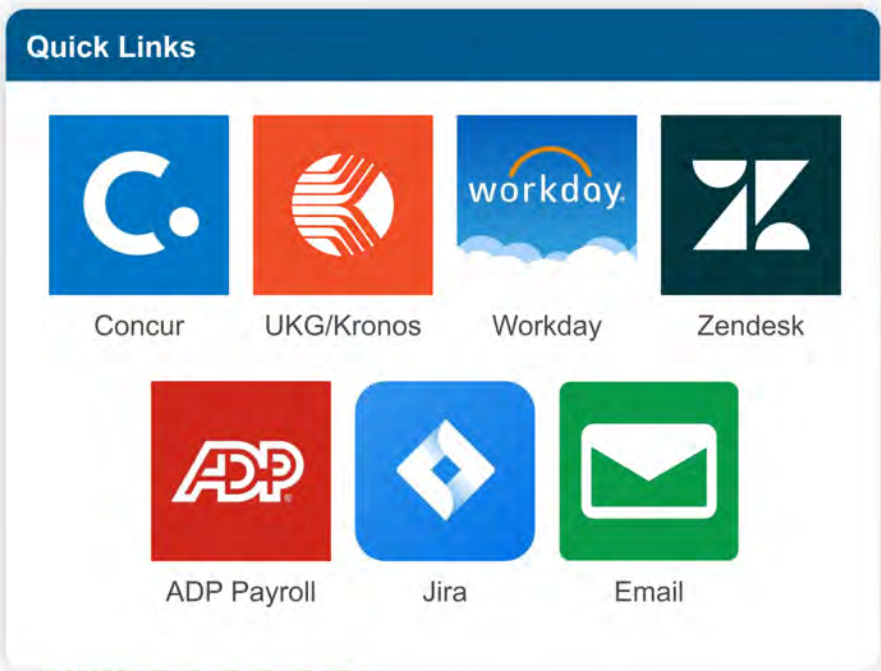 Quick Links
workday.
Concur
UKG/Kronos
Workday
Zendesk
ADP
ADP Payroll
Jira
Email